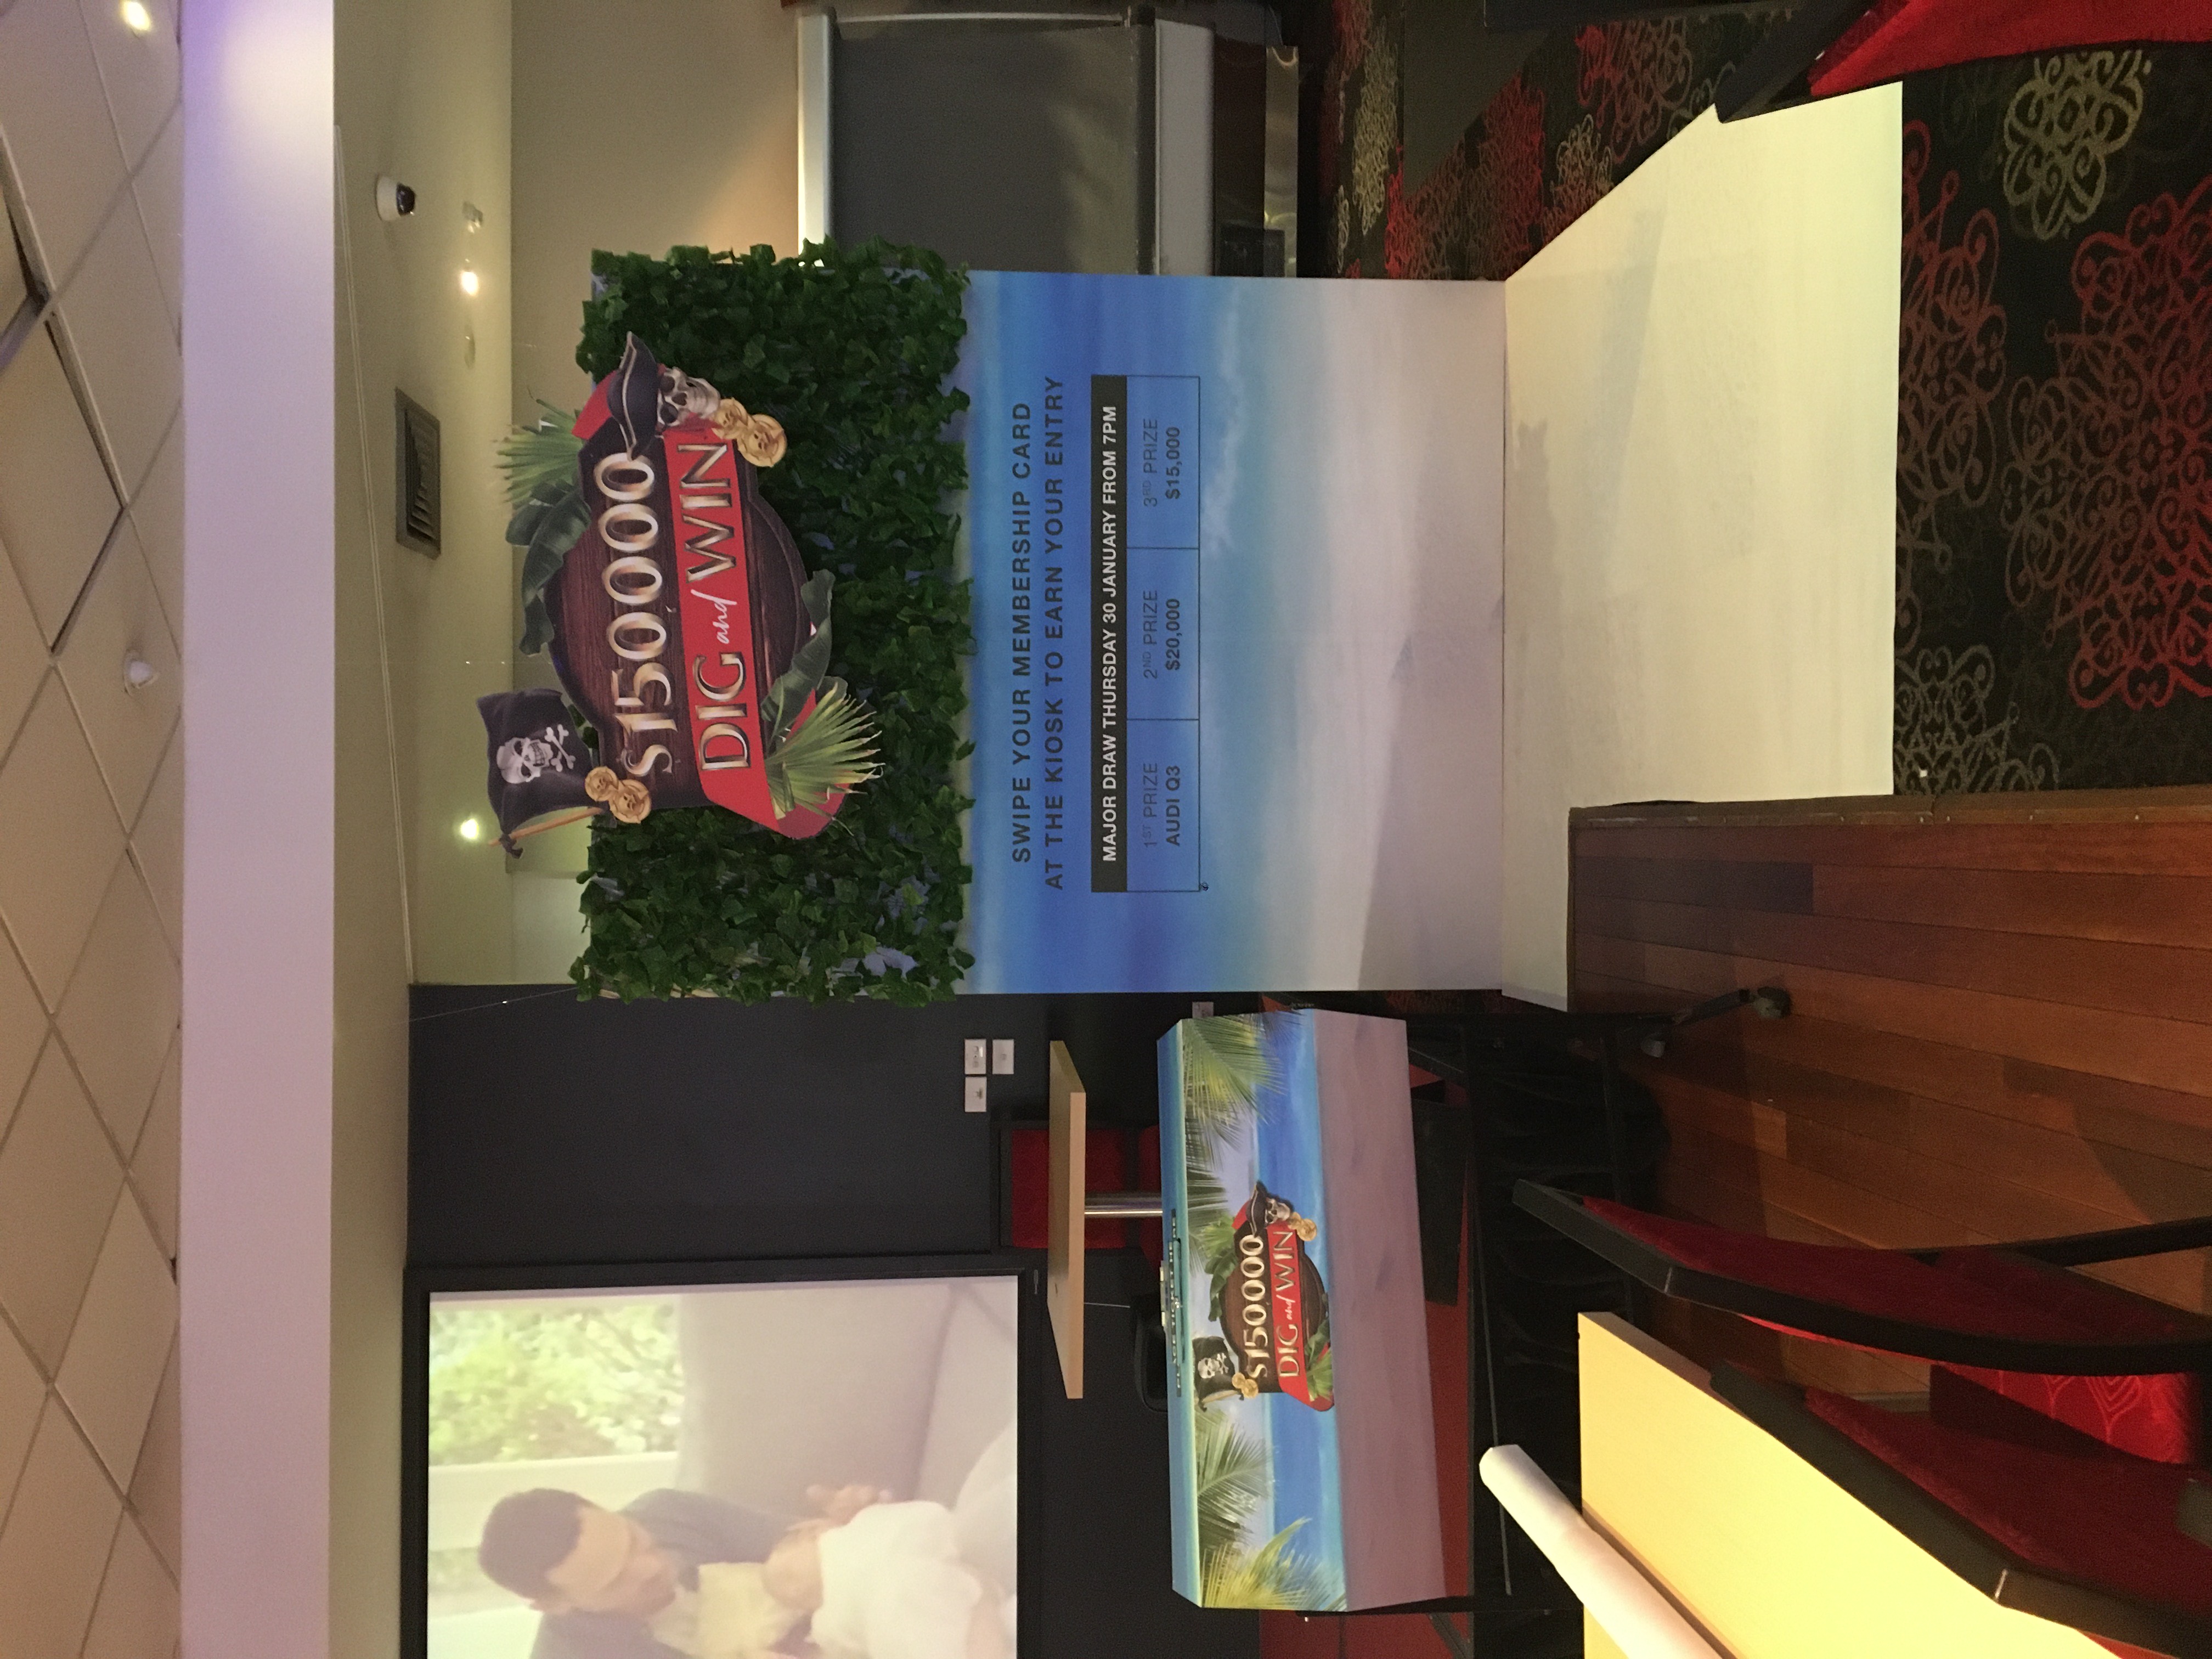 $150,000
DIG and WIN
SWIPE YOUR MEMBERSHIP CARD
AT THE KIOSK TO EARN YOUR ENTRY
MAJOR DRAW THURSDAY 30 JANUARY FROM 7PM
1ST PRIZE
AUDI Q3
2ND PRIZE
$20,000
3RD PRIZE
$15,000
$150,000
DIG and WIN